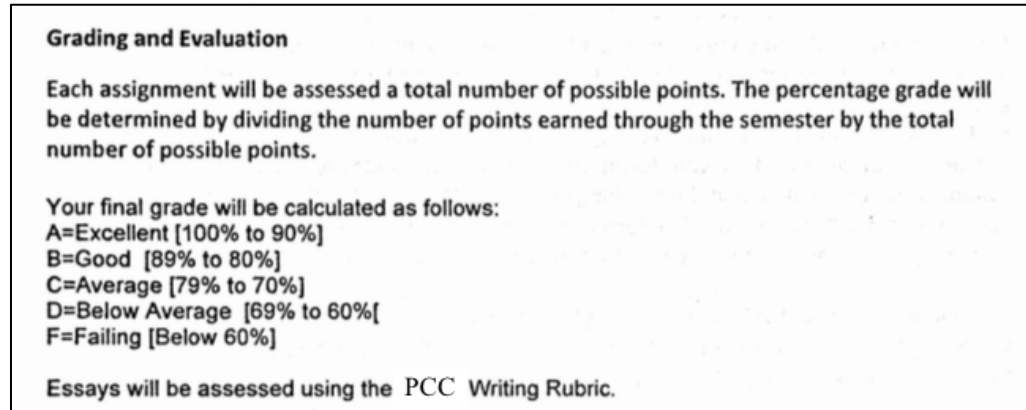 Grading and Evaluation
Each assignment will be assessed a total number of possible points. The percentage grade will
be determined by dividing the number of points earned through the semester by the total
number of possible points.
Your final grade will be calculated as follows:
A=Excellent [100% to 90%]
B=Good [89% to 80%]
C=Average [79% to 70%]
D=Below Average [69% to 60%[
F=Failing [Below 60%]
Essays will be assessed using the PCC Writing Rubric.